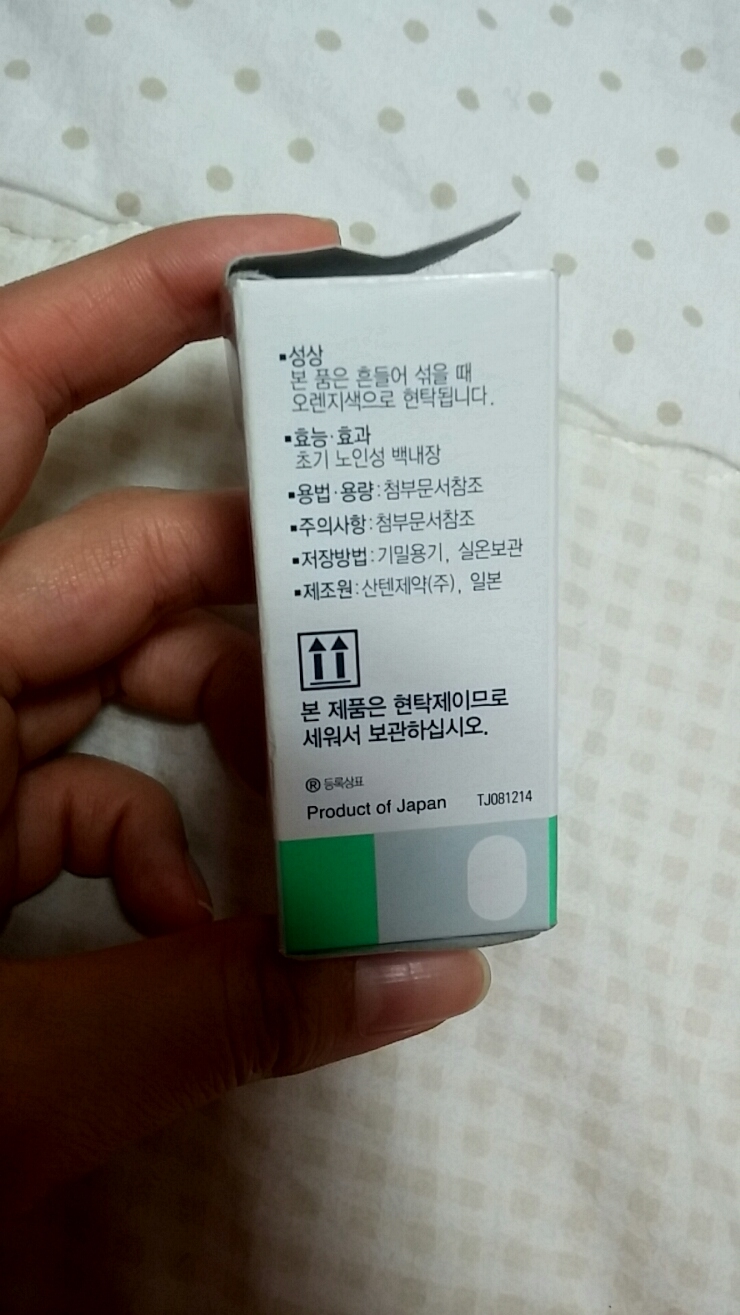 ▪성상
본 품은 흔들어 섞을 때
오렌지색으로 현탁됩니다.
▪효능·효과
초기 노인성 백내장
▪용법·용량:첨부문서참조
▪주의사항:첨부문서참조
▪저장방법:기밀용기, 실온보관
▪제조원:산텐제약(주), 일본
본 제품은 현탁제이므로
세워서 보관하십시오.
® 등록상표
Product of Japan TJ081214